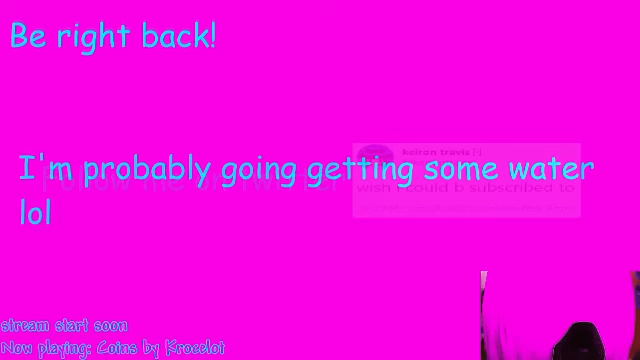 Be right back!
I'm probably going getting some water
lol
keiron travis [-]
wish I could b subscribed to
stream start soon
Now playing: Coins by Krocelot